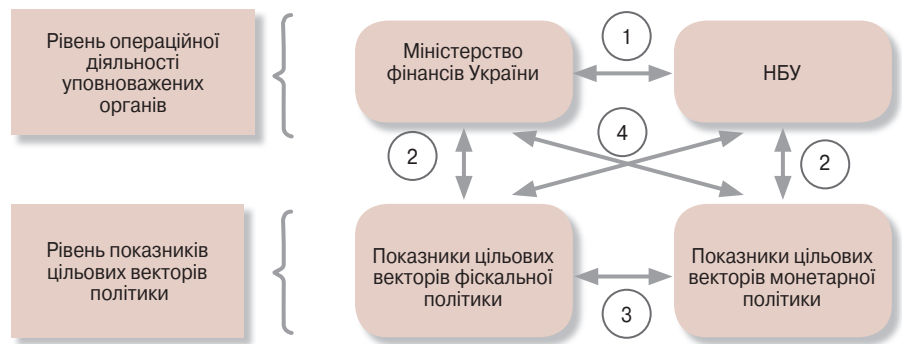 Рівень операційної
діяльності
уповноважених
органів
Міністерство
фінансів України
1
НБУ
2
4
2
Рівень показників
цільових векторів
політики
Показники цільових
векторів фіскальної
політики
3
Показники цільових
векторів монетарної
політики